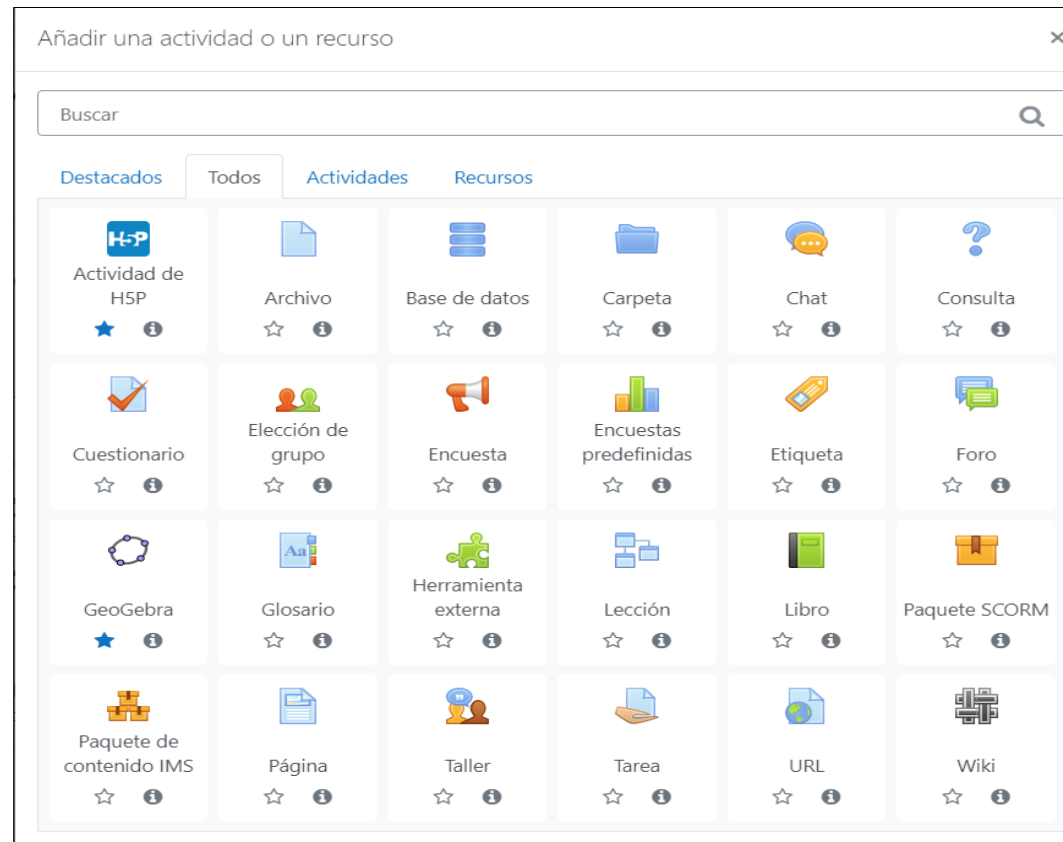 Añadir una actividad o un recurso ×
Buscar
Destacados Todos Actividades Recursos
H5P
Actividad de
H5P
Archivo
Base de datos
Carpeta
Chat
?
Consulta
Cuestionario
Elección de
grupo
Encuesta
Encuestas
predefinidas
Etiqueta
Foro
GeoGebra
Aa
Glosario
Herramienta
externa
Lección
Libro
Paquete SCORM
Paquete de
contenido IMS
Página
Taller
Tarea
URL
Wiki